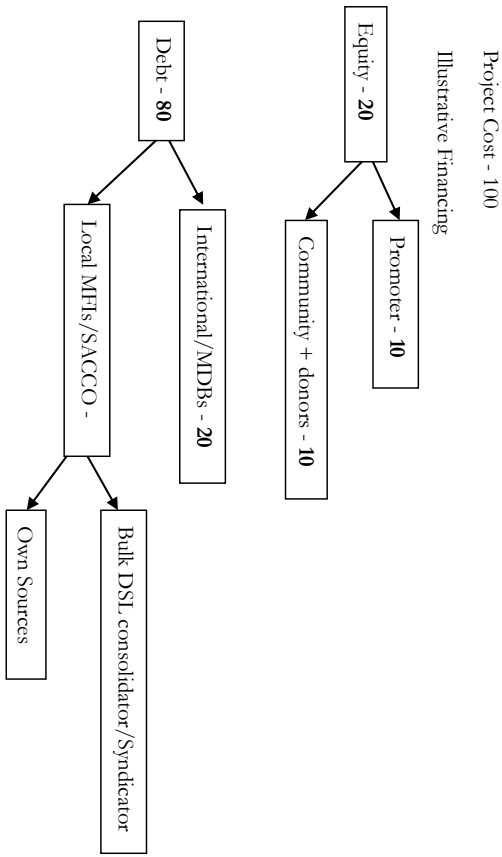 Project Cost - 100
Illustrative Financing
Equity - 20
Promoter - 10
Community + donors - 10
Debt - 80
International/MDBs - 20
Local MFIs/SACCO -
Bulk DSL consolidator/Syndicator
Own Sources